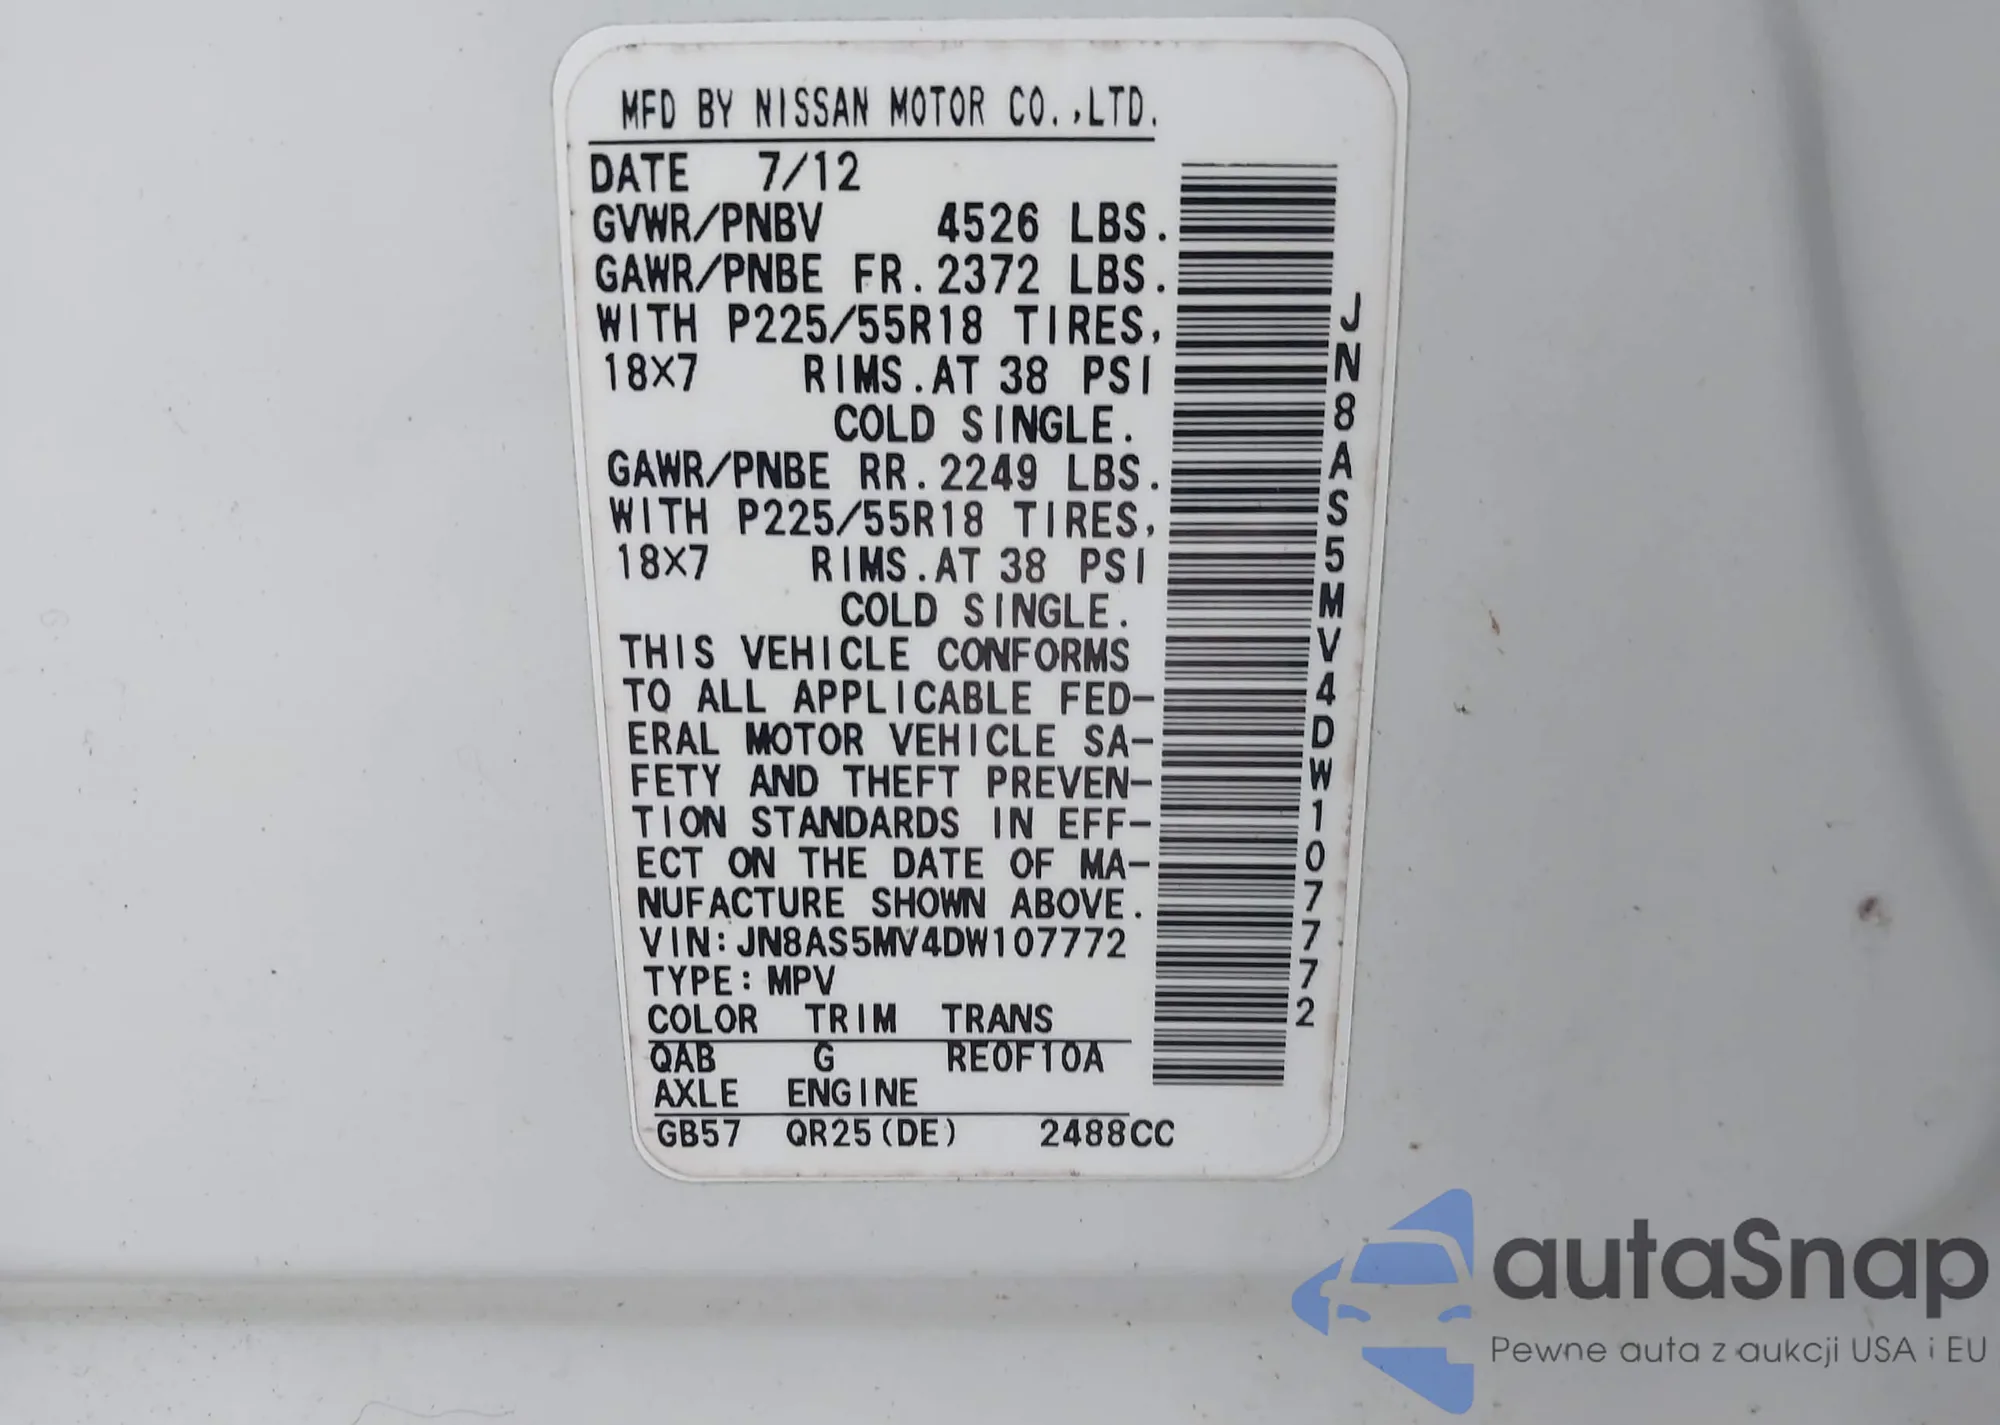 MFD BY NISSAN MOTOR CO.,LTD.
DATE 7/12
GVWR/PNBV 4526 LBS.
GAWR/PNBE FR. 2372 LBS.
WITH P225/55R18 TIRES,
18X7 RIMS. AT 38 PSI
COLD SINGLE.
GAWR/PNBE RR. 2249 LBS.
WITH P225/55R18 TIRES,
18X7 RIMS. AT 38 PSI
COLD SINGLE.
THIS VEHICLE CONFORMS
TO ALL APPLICABLE FED-
ERAL MOTOR VEHICLE SA-
FETY AND THEFT PREVEN-
TION STANDARDS IN EFF-
ECT ON THE DATE OF MA-
NUFACTURE SHOWN ABOVE.
VIN: JN8AS5MV4DW107772
TYPE: MPV
COLOR TRIM TRANS
QAB G RE0F10A
AXLE ENGINE
GB57 QR25(DE) 2488CC
JN8AS5MV4DW107772
autaSnap
Pewne auta z aukcji USA i EU